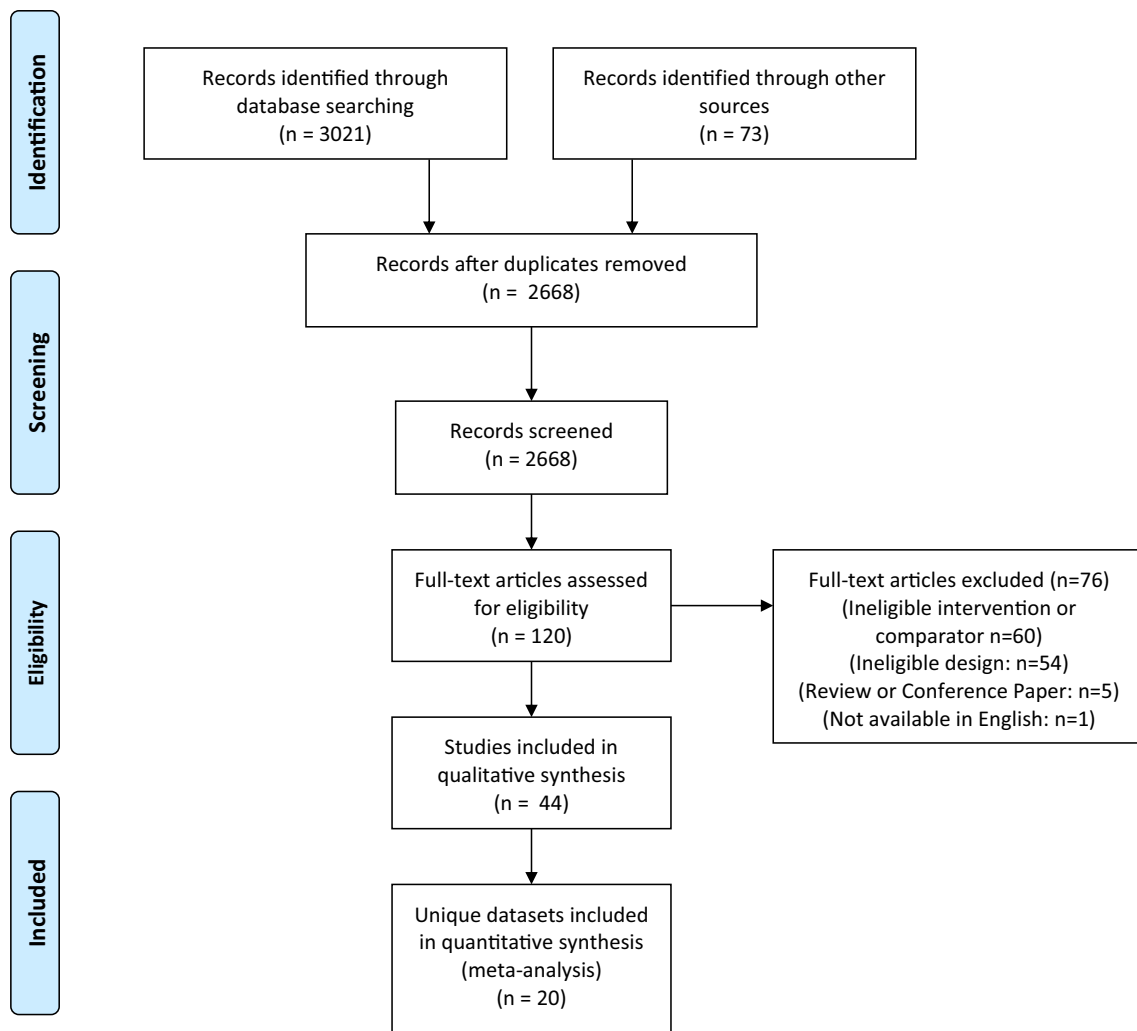 Identification
Records identified through
database searching
(n = 3021)
Records identified through other
sources
(n = 73)
Records after duplicates removed
(n = 2668)
Screening
Records screened
(n = 2668)
Eligibility
Full-text articles assessed
for eligibility
(n = 120)
Full-text articles excluded (n=76)
(Ineligible intervention or
comparator n=60)
(Ineligible design: n=54)
(Review or Conference Paper: n=5)
(Not available in English: n=1)
Studies included in
qualitative synthesis
(n = 44)
Included
Unique datasets included
in quantitative synthesis
(meta-analysis)
(n = 20)